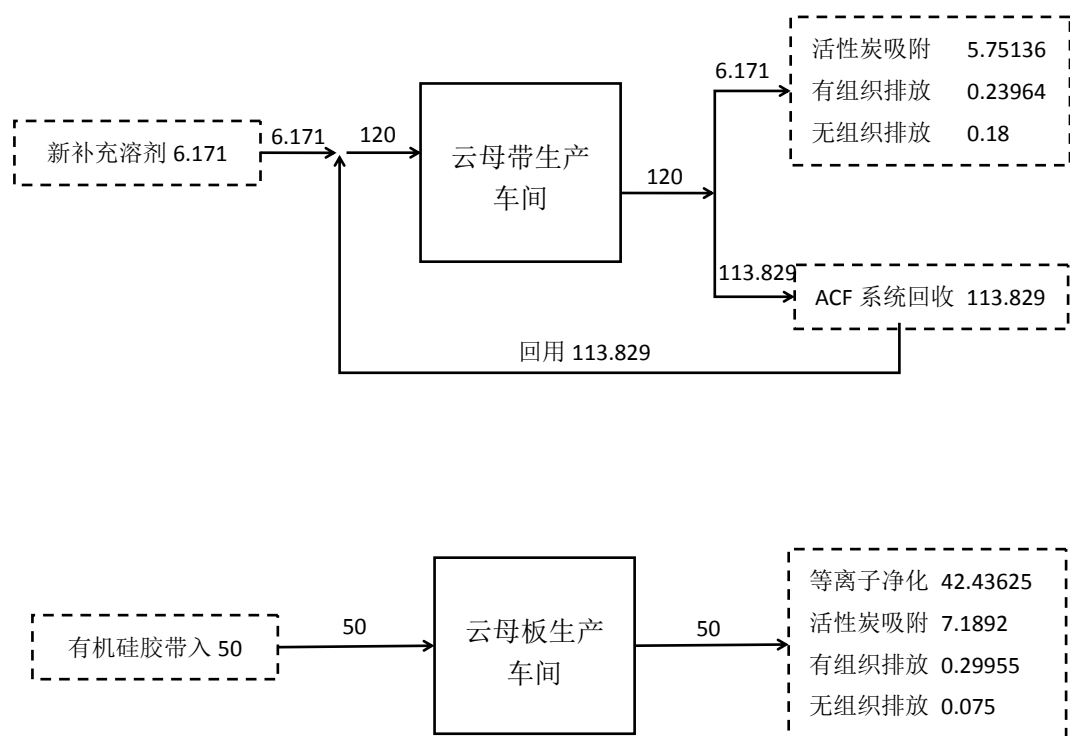 6.171
活性炭吸附 5.75136
有组织排放 0.23964
无组织排放 0.18
新补充溶剂 6.171
6.171
120
云母带生产
车间
120
113.829
ACF 系统回收 113.829
回用 113.829
有机硅胶带入 50
50
云母板生产
车间
50
等离子净化 42.43625
活性炭吸附 7.1892
有组织排放 0.29955
无组织排放 0.075